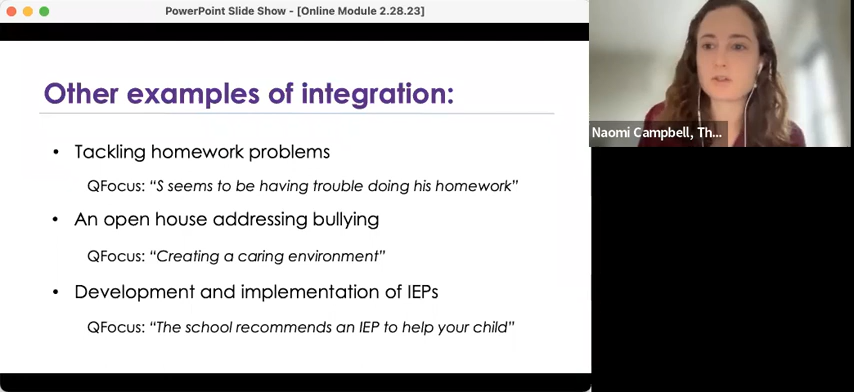 PowerPoint Slide Show - [Online Module 2.28.23]
Other examples of integration:
• Tackling homework problems
QFocus: “S seems to be having trouble doing his homework”
• An open house addressing bullying
QFocus: “Creating a caring environment”
• Development and implementation of IEPs
QFocus: “The school recommends an IEP to help your child”
Naomi Campbell, Th...